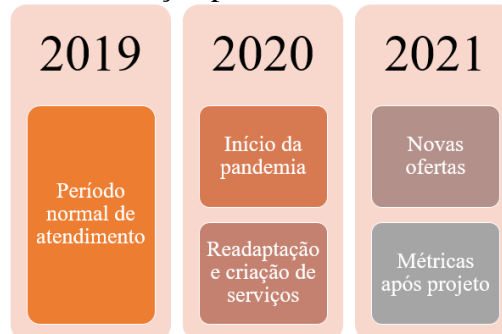 2019
Período
normal de
atendimento
2020
Início da
pandemia
Readaptação
e criação de
serviços
2021
Novas
ofertas
Métricas
após projeto